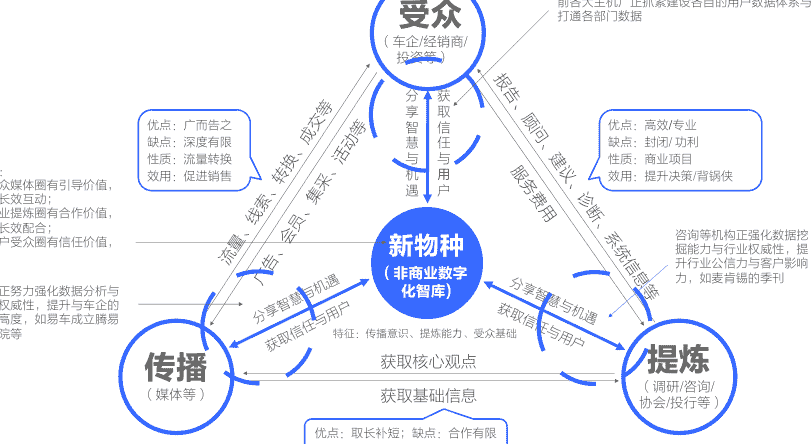 前各大主机厂正抓紧建设各自的用户数据体系与
打通各部门数据
受众
（车企/经销商/
投资等）
分享智慧与机遇
获取信任与用户
流量、线索、转换、成交等
广告、会员、集采、活动等
报告、顾问、建议、诊断、系统信息等
服务费用
优点：广而告之
缺点：深度有限
性质：流量转换
效用：促进销售
优点：高效/专业
缺点：封闭/功利
性质：商业项目
效用：提升决策/背锅侠
：
众媒体圈有引导价值，
长效互动；
业提炼圈有合作价值，
长效配合；
户受众圈有信任价值，
新物种
（非商业数字
化智库）
咨询等机构正强化数据挖
掘能力与行业权威性，提
升行业公信力与客户影响
力，如麦肯锡的季刊
正努力强化数据分析与
权威性，提升与车企的
高度，如易车成立腾易
院等
分享智慧与机遇
获取信任与用户
分享智慧与机遇
获取信任与用户
特征：传播意识、提炼能力、受众基础
传播
（媒体等）
获取核心观点
获取基础信息
提炼
（调研/咨询/
协会/投行等）
优点：取长补短；缺点：合作有限